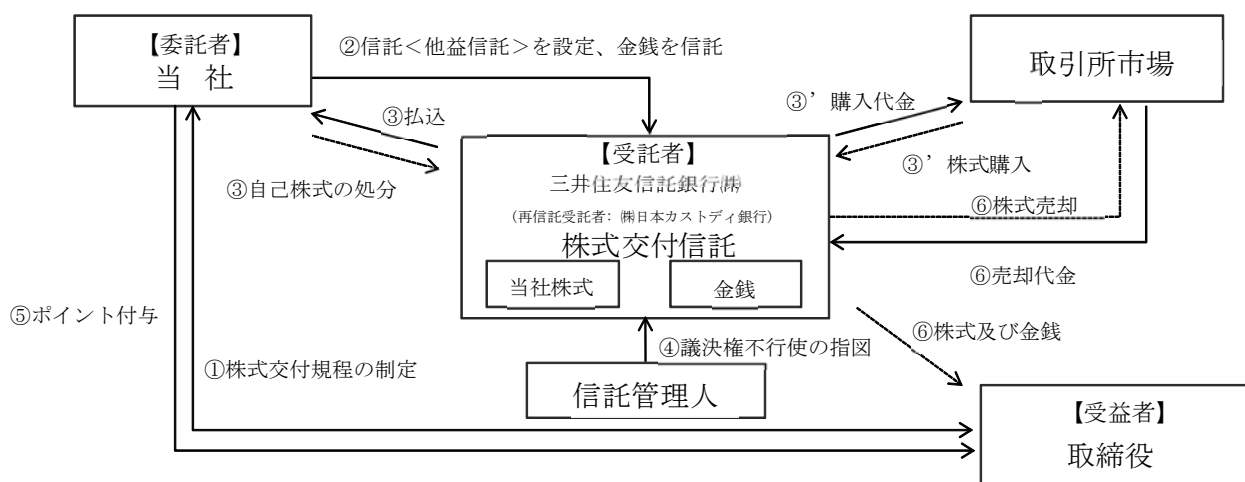 【委託者】
当 社
②信託＜他益信託＞を設定、金銭を信託
取引所市場
③払込
③’購入代金
【受託者】
三井住友信託銀行㈱
(再信託受託者：㈱日本カストディ銀行)
株式交付信託
当社株式
金銭
③自己株式の処分
③’株式購入
⑥株式売却
⑥売却代金
⑤ポイント付与
①株式交付規程の制定
④議決権不行使の指図
⑥株式及び金銭
信託管理人
【受益者】
取締役